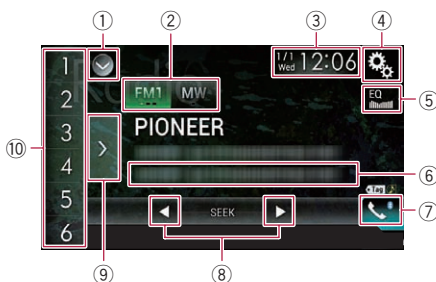 ① ② ③ ④
1 1/1 Wed 12:06
2 EQ ⑤
FM1 MW
3 PIONEER
⑩ 4
5 ⑥
Tag
6 SEEK ⑦
⑨ ⑧